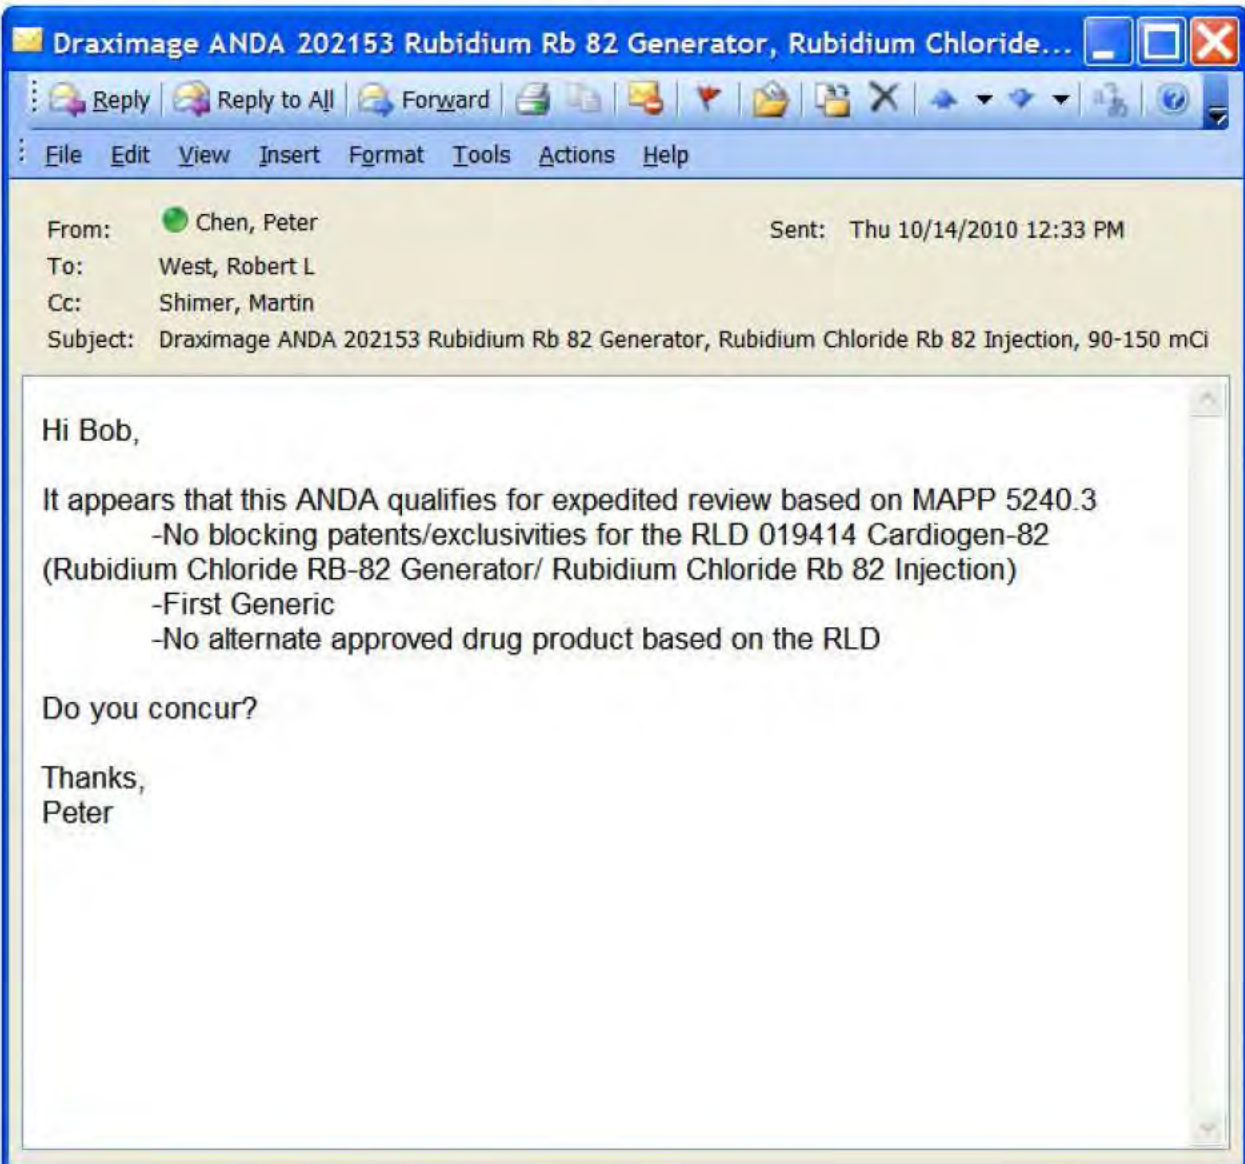 Draximage ANDA 202153 Rubidium Rb 82 Generator, Rubidium Chloride...
Reply Reply to All Forward
File Edit View Insert Format Tools Actions Help
From: Chen, Peter Sent: Thu 10/14/2010 12:33 PM
To: West, Robert L
Cc: Shimer, Martin
Subject: Draximage ANDA 202153 Rubidium Rb 82 Generator, Rubidium Chloride Rb 82 Injection, 90-150 mCi
Hi Bob,
It appears that this ANDA qualifies for expedited review based on MAPP 5240.3
-No blocking patents/exclusivities for the RLD 019414 Cardiogen-82
(Rubidium Chloride RB-82 Generator/ Rubidium Chloride Rb 82 Injection)
-First Generic
-No alternate approved drug product based on the RLD
Do you concur?
Thanks,
Peter